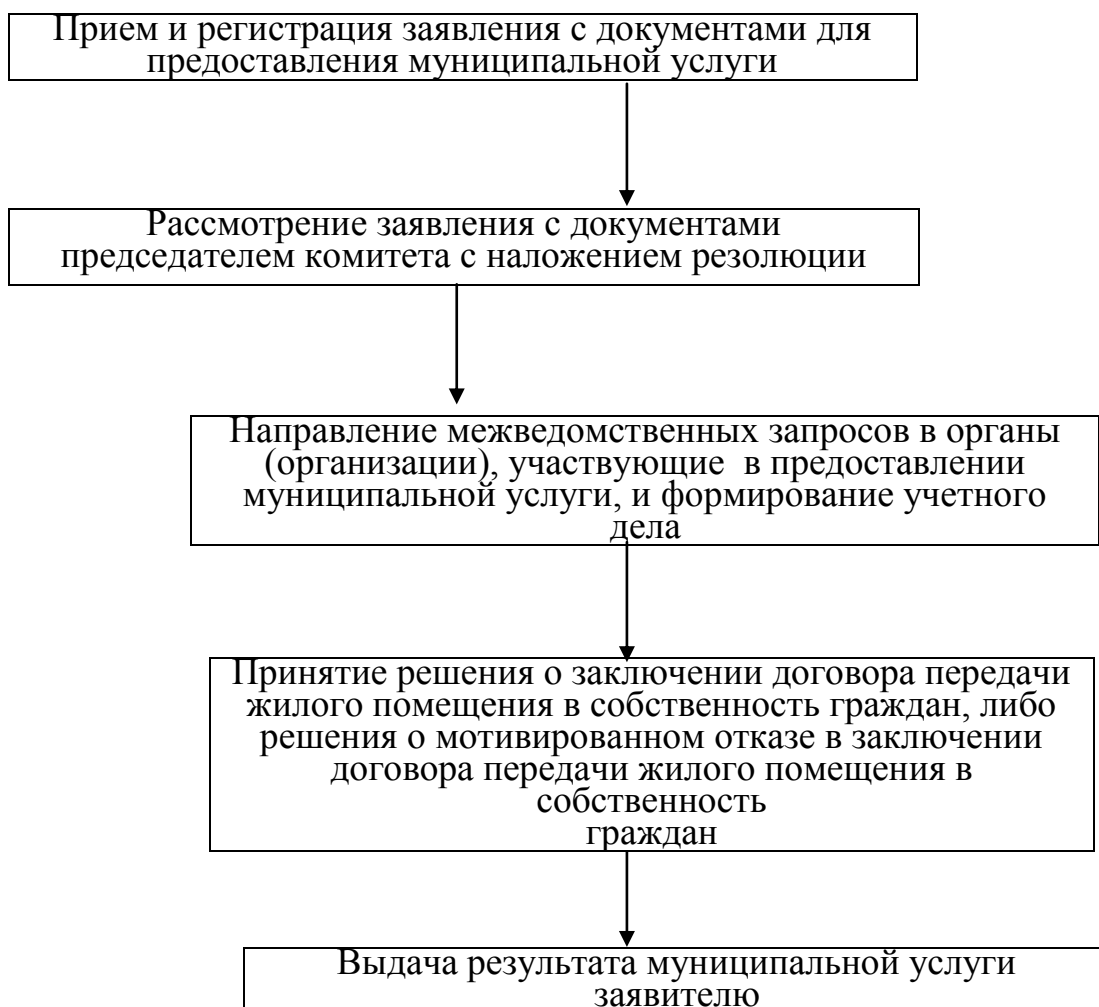 Прием и регистрация заявления с документами для
предоставления муниципальной услуги
Рассмотрение заявления с документами
председателем комитета с наложением резолюции
Направление межведомственных запросов в органы
(организации), участвующие в предоставлении
муниципальной услуги, и формирование учетного
дела
Принятие решения о заключении договора передачи
жилого помещения в собственность граждан, либо
решения о мотивированном отказе в заключении
договора передачи жилого помещения в
собственность
граждан
Выдача результата муниципальной услуги
заявителю